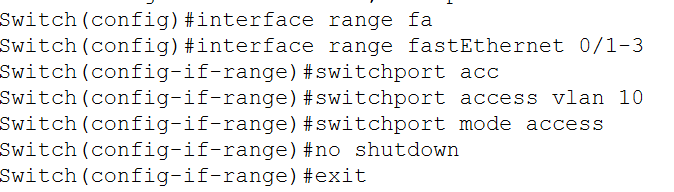 Switch(config)#interface range fa
Switch(config)#interface range fastEthernet 0/1-3
Switch(config-if-range)#switchport acc
Switch(config-if-range)#switchport access vlan 10
Switch(config-if-range)#switchport mode access
Switch(config-if-range)#no shutdown
Switch(config-if-range)#exit